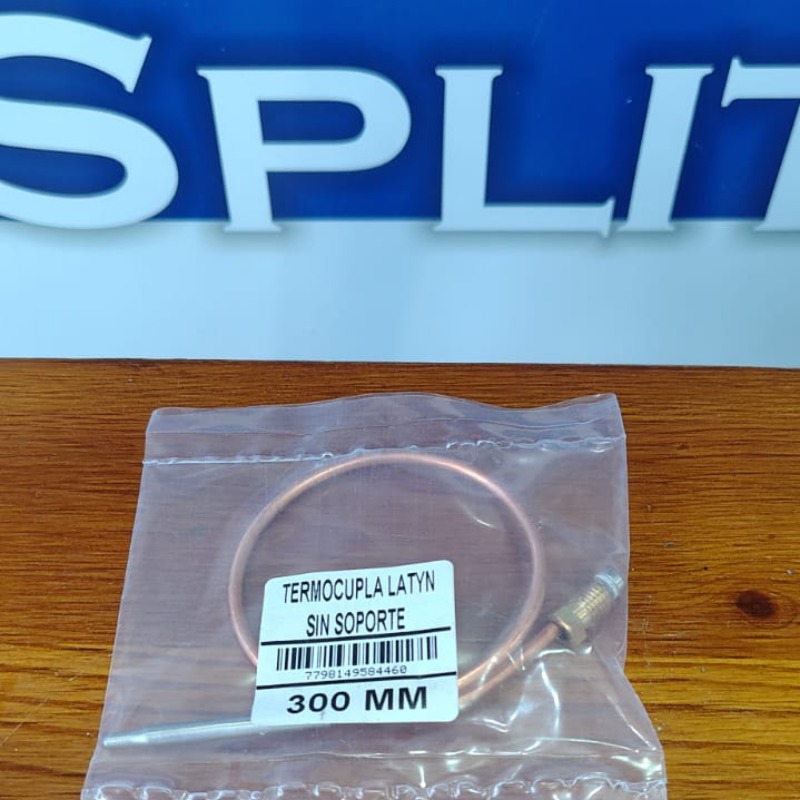 SPLIT
TERMOCUPLA LATYN
SIN SOPORTE
7798149584460
300 MM